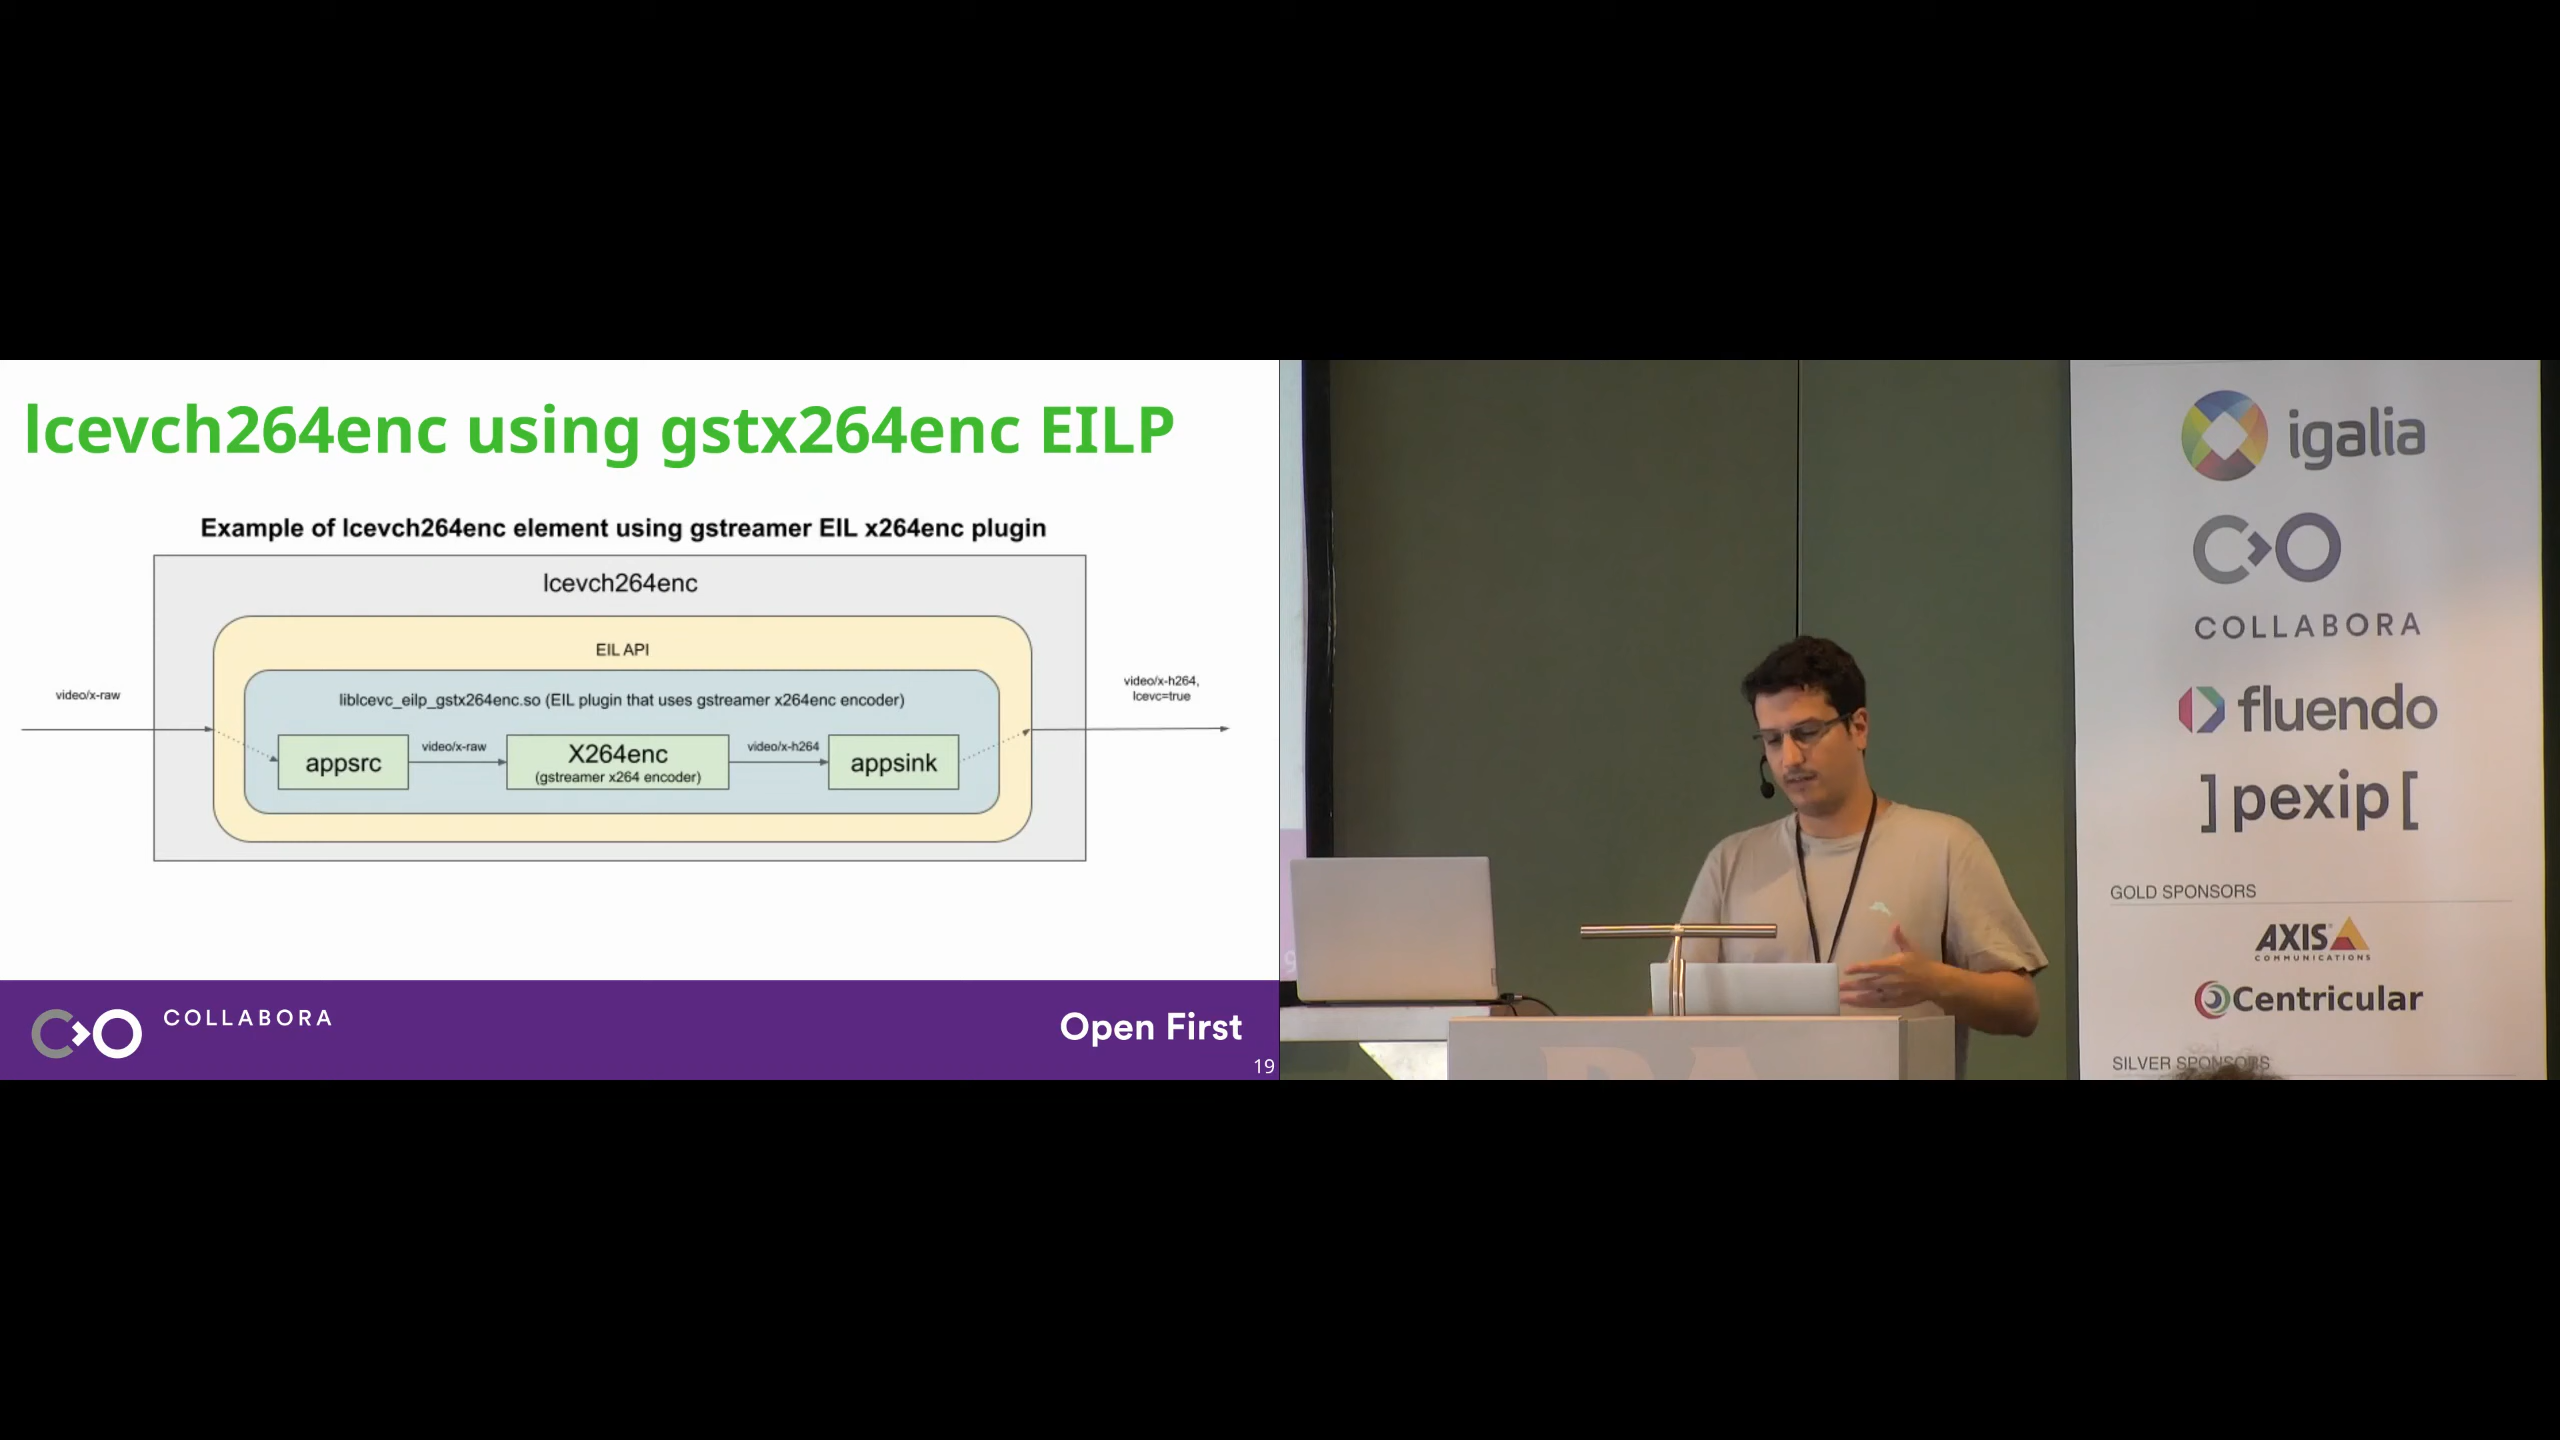 lcevch264enc using gstx264enc EILP
Example of lcevch264enc element using gstreamer EIL x264enc plugin
lcevch264enc
EIL API
liblcevc_eilp_gstx264enc.so (EIL plugin that uses gstreamer x264enc encoder)
video/x-raw
appsrc
video/x-raw
X264enc
(gstreamer x264 encoder)
video/x-h264
appsink
video/x-h264,
lcevc=true
COLLABORA
Open First
19
igalia
COLLABORA
fluendo
]pexip[
GOLD SPONSORS
AXIS
COMMUNICATIONS
Centricular
SILVER SPONSORS